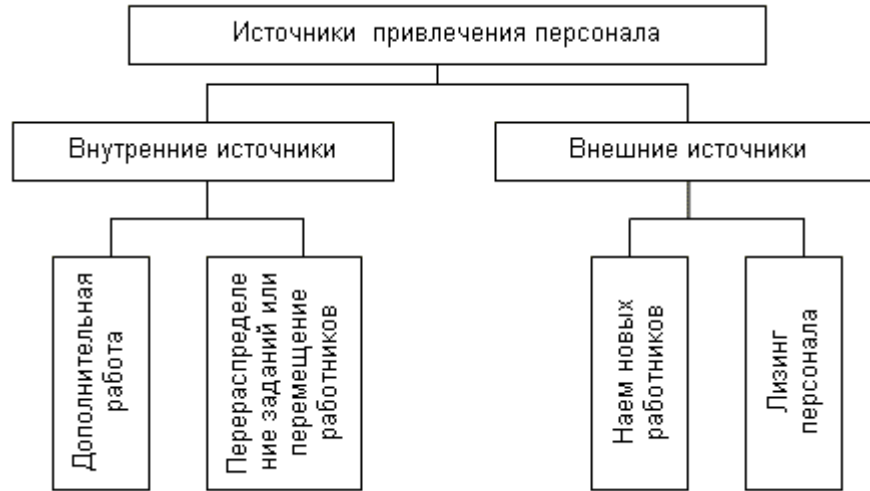 Источники привлечения персонала
Внутренние источники
Внешние источники
Дополнительная
работа
Перераспределе
ние заданий или
перемещение
работников
Наем новых
работников
Лизинг
персонала